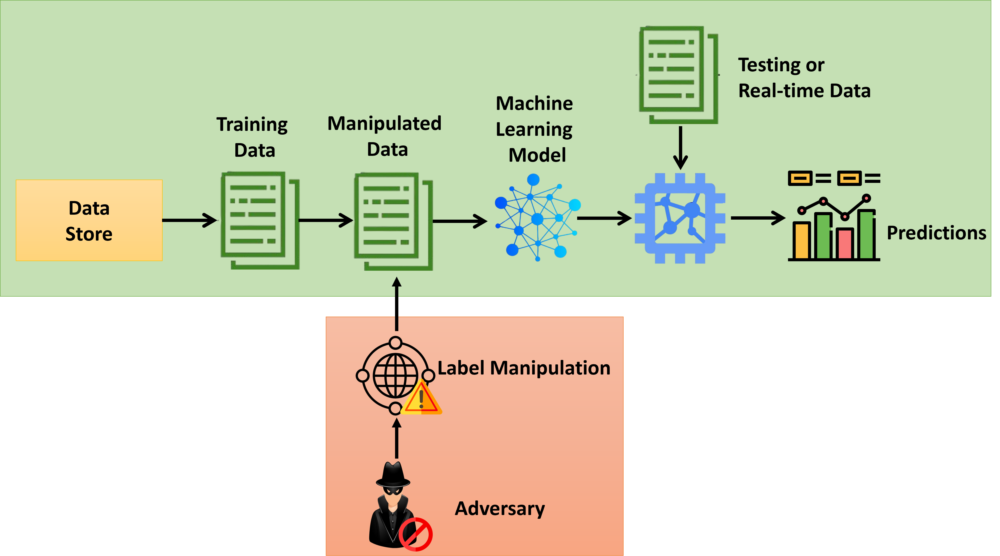 Testing or
Real-time Data
Machine
Learning
Model
Training
Data
Manipulated
Data
Data
Store
Predictions
Label Manipulation
Adversary